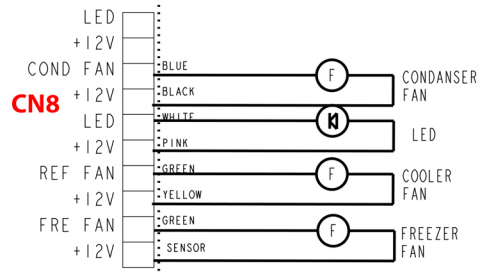 LED
+12V
COND FAN BLUE F CONDANSER
CN8 +12V BLACK FAN
LED WHITE
+12V PINK LED
REF FAN GREEN F COOLER
+12V YELLOW FAN
FRE FAN GREEN F FREEZER
+12V SENSOR FAN